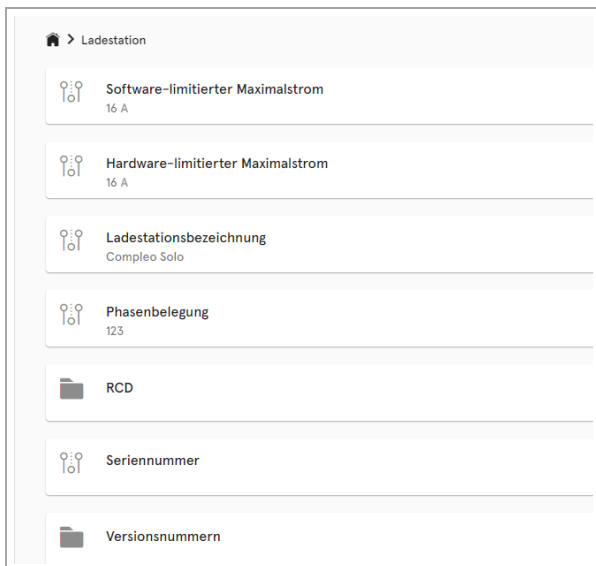 Ladestation
Software-limitierter Maximalstrom
16 A
Hardware-limitierter Maximalstrom
16 A
Ladestationsbezeichnung
Compleo Solo
Phasenbelegung
123
RCD
Seriennummer
Versionsnummern